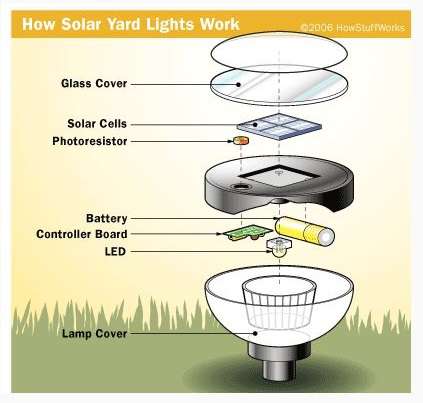 How Solar Yard Lights Work
©2006 HowStuffWorks
Glass Cover
Solar Cells
Photoresistor
Battery
Controller Board
LED
Lamp Cover